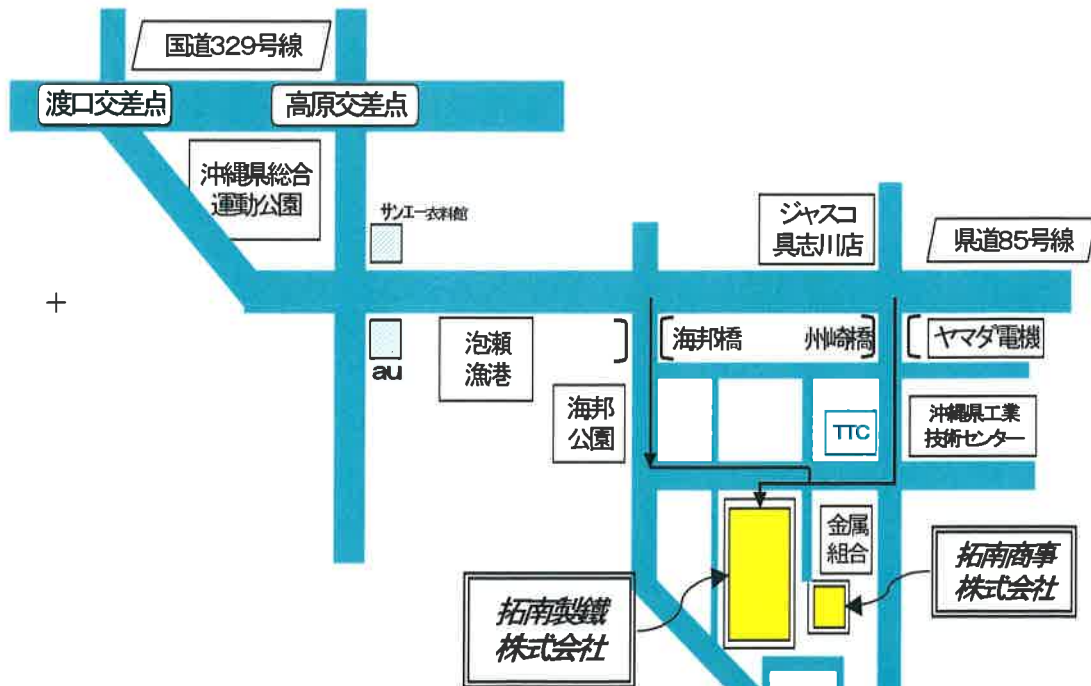 国道329号線
渡口交差点
高原交差点
沖縄県総合
運動公園
サンエー衣料館
ジャスコ
具志川店
県道85号線
au
泡瀬
漁港
海邦橋
州崎橋
ヤマダ電機
海邦
公園
TTC
沖縄県工業
技術センター
金属
組合
拓南製鐵
株式会社
拓南商事
株式会社